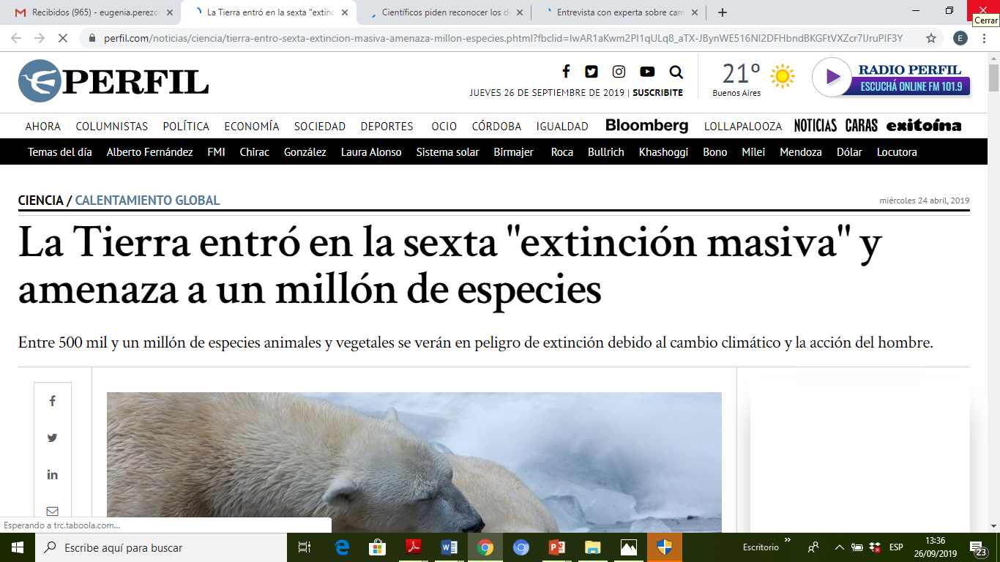 Recibidos (965) - eugenia.perezc
La Tierra entró en la sexta "extinc
Científicos piden reconocer los d
Entrevista con experta sobre cam
Cerrar
perfil.com/noticias/ciencia/tierra-entro-sexta-extincion-masiva-amenaza-millon-especies.phtml?fbclid=IwAR1aKwm2PI1qULq8_aTX-JBynWE516NI2DFHbndBKGFtVXZcr7lJruPIF3Y
E
PERFIL
JUEVES 26 DE SEPTIEMBRE DE 2019 | SUSCRIBITE
21º
Buenos Aires
RADIO PERFIL
ESCUCHÁ ONLINE FM 101.9
AHORA COLUMNISTAS POLÍTICA ECONOMÍA SOCIEDAD DEPORTES OCIO CÓRDOBA IGUALDAD Bloomberg LOLLAPALOOZA NOTICIAS CARAS exitoína
Temas del día Alberto Fernández FMI Chirac González Laura Alonso Sistema solar Birmajer Roca Bullrich Khashoggi Bono Milei Mendoza Dólar Locutora
CIENCIA / CALENTAMIENTO GLOBAL
miércoles 24 abril, 2019
La Tierra entró en la sexta "extinción masiva" y
amenaza a un millón de especies
Entre 500 mil y un millón de especies animales y vegetales se verán en peligro de extinción debido al cambio climático y la acción del hombre.
Esperando a trc.taboola.com...
Escribe aquí para buscar
Escritorio
ESP
13:36
26/09/2019
23